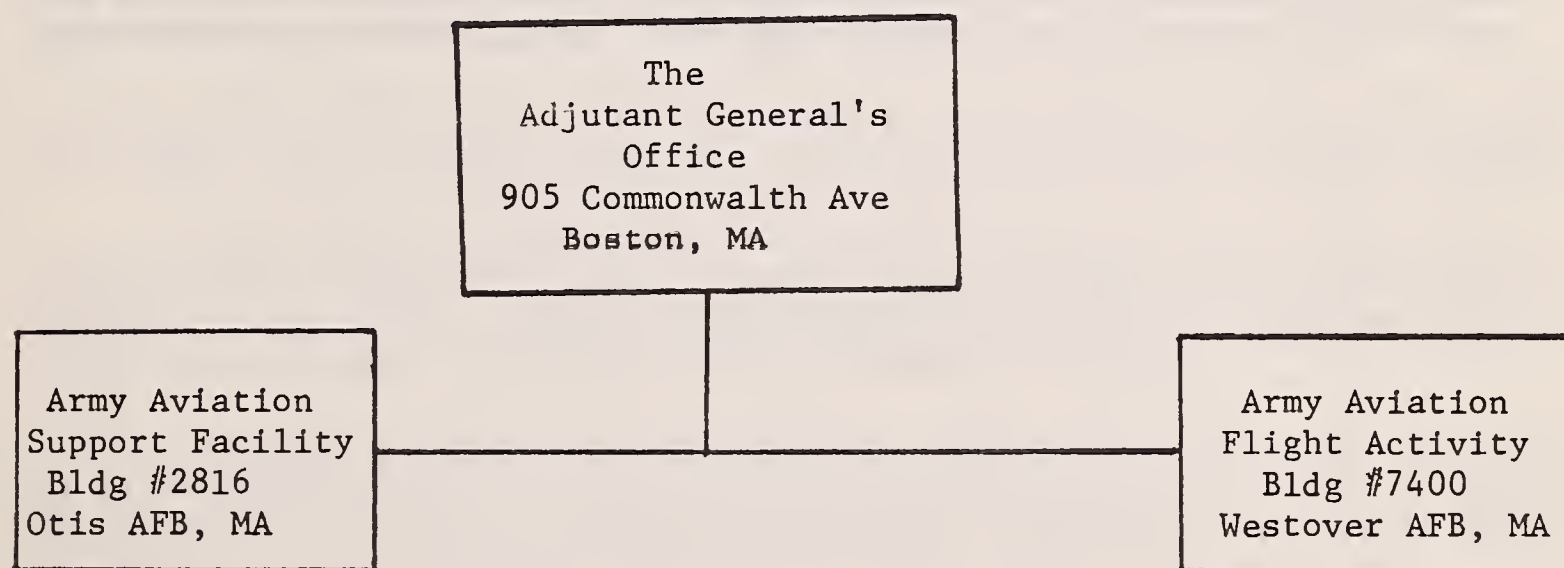 The
Adjutant General's
Office
905 Commonwalth Ave
Boston, MA
Army Aviation
Support Facility
Bldg #2816
Otis AFB, MA
Army Aviation
Flight Activity
Bldg #7400
Westover AFB, MA